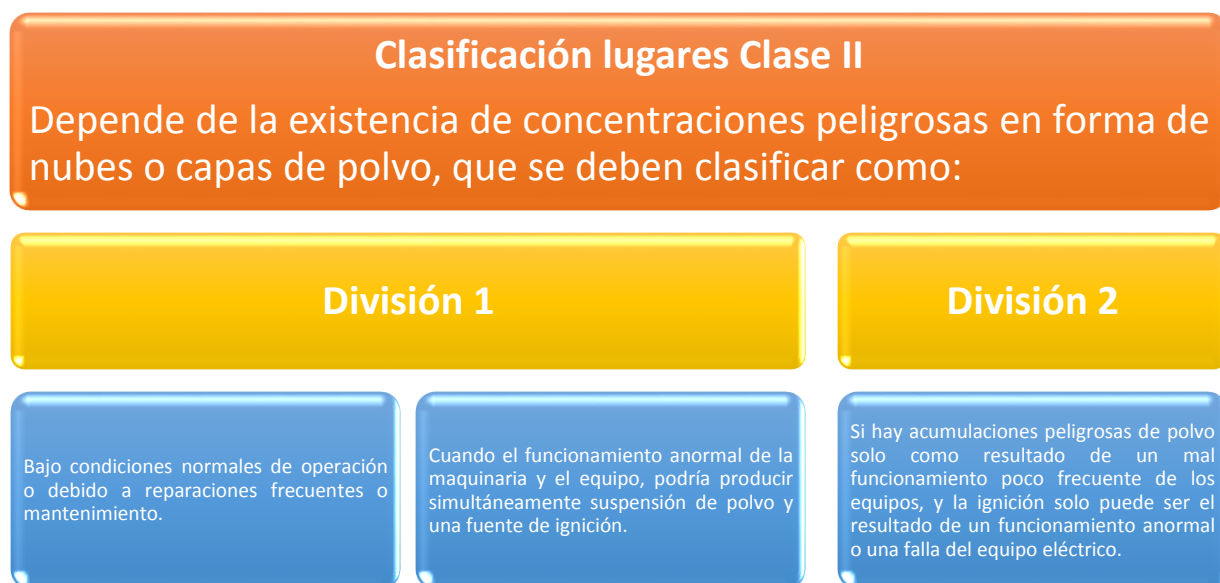 Clasificación lugares Clase II
Depende de la existencia de concentraciones peligrosas en forma de
nubes o capas de polvo, que se deben clasificar como:
División 1
División 2
Bajo condiciones normales de operación
o debido a reparaciones frecuentes o
mantenimiento.
Cuando el funcionamiento anormal de la
maquinaria y el equipo, podría producir
simultáneamente suspensión de polvo y
una fuente de ignición.
Si hay acumulaciones peligrosas de polvo
solo como resultado de un mal
funcionamiento poco frecuente de los
equipos, y la ignición solo puede ser el
resultado de un funcionamiento anormal
o una falla del equipo eléctrico.